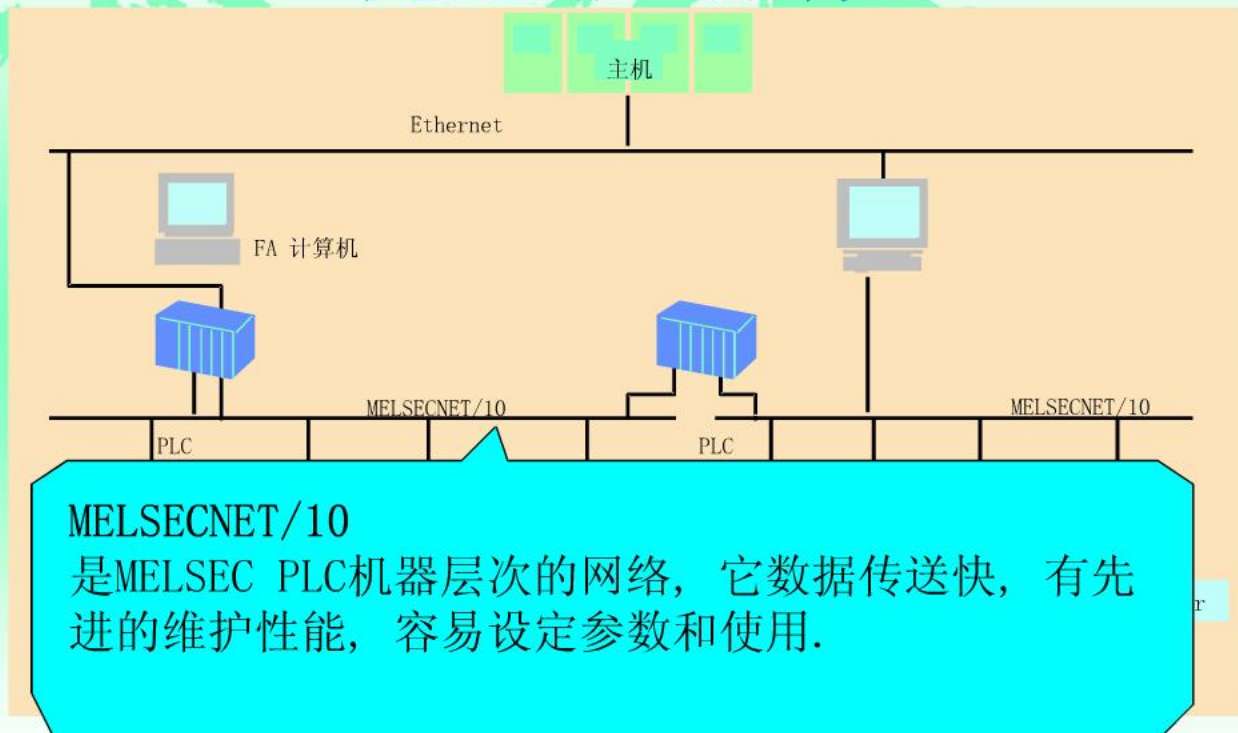 主机
Ethernet
FA 计算机
MELSECNET/10
MELSECNET/10
PLC
PLC
MELSECNET/10
是MELSEC PLC机器层次的网络, 它数据传送快, 有先
进的维护性能, 容易设定参数和使用.
r